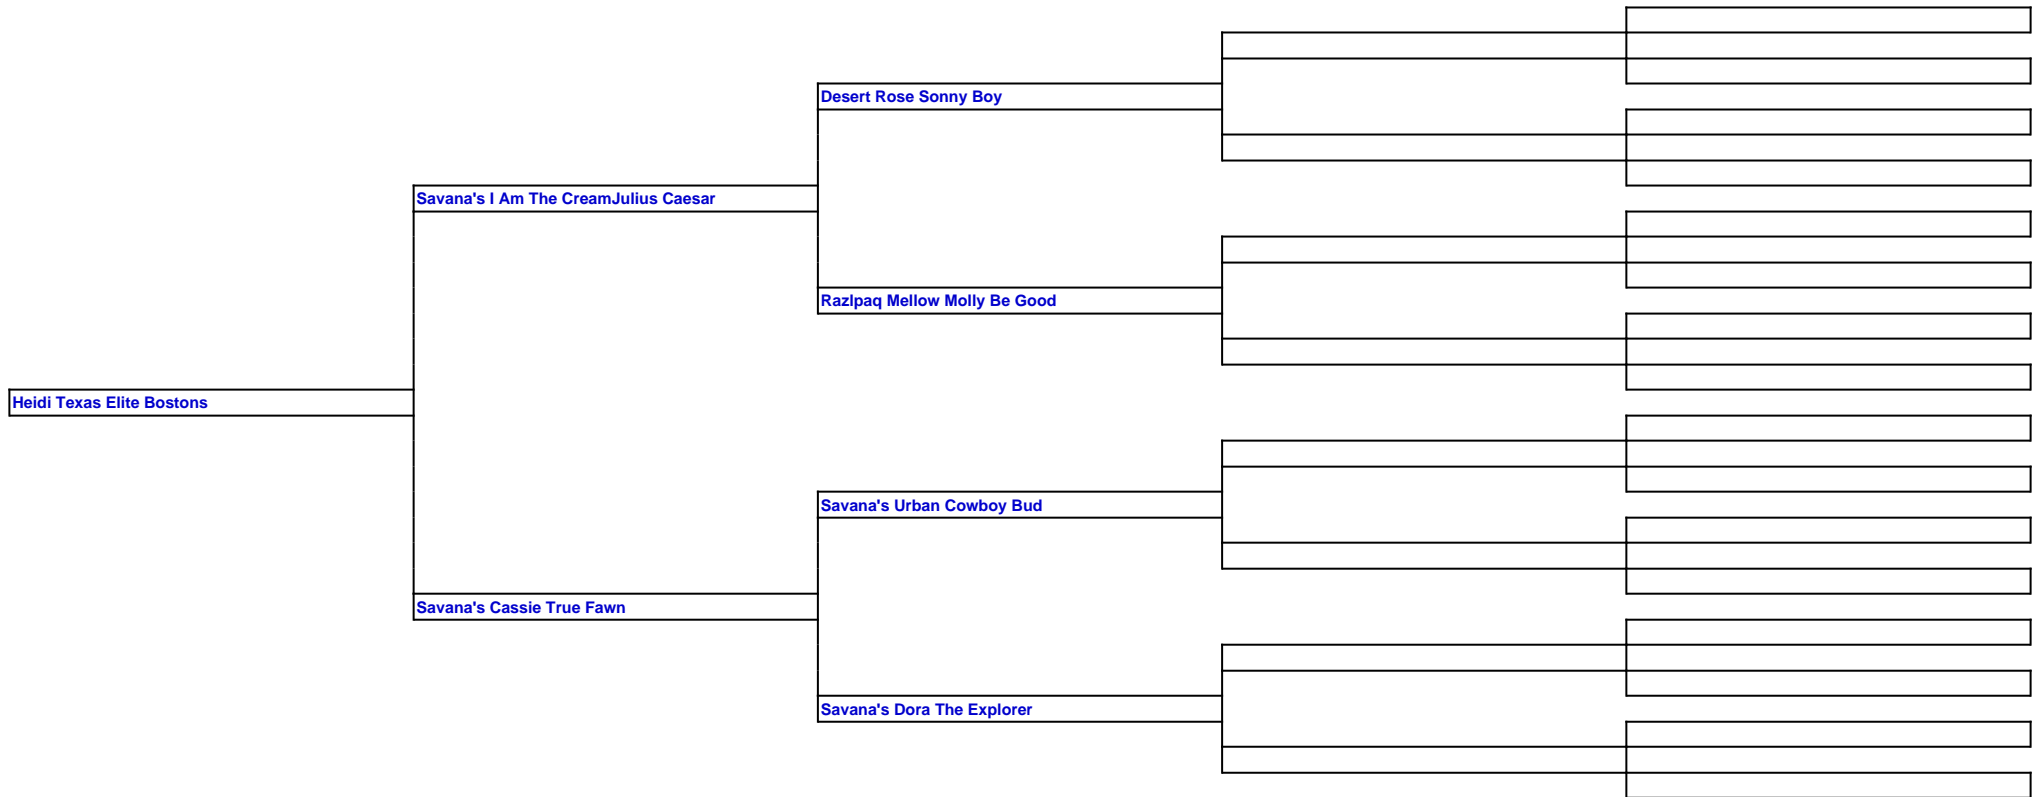 Desert Rose Sonny Boy
Savana's I Am The CreamJulius Caesar
Razlpaq Mellow Molly Be Good
Heidi Texas Elite Bostons
Savana's Urban Cowboy Bud
Savana's Cassie True Fawn
Savana's Dora The Explorer